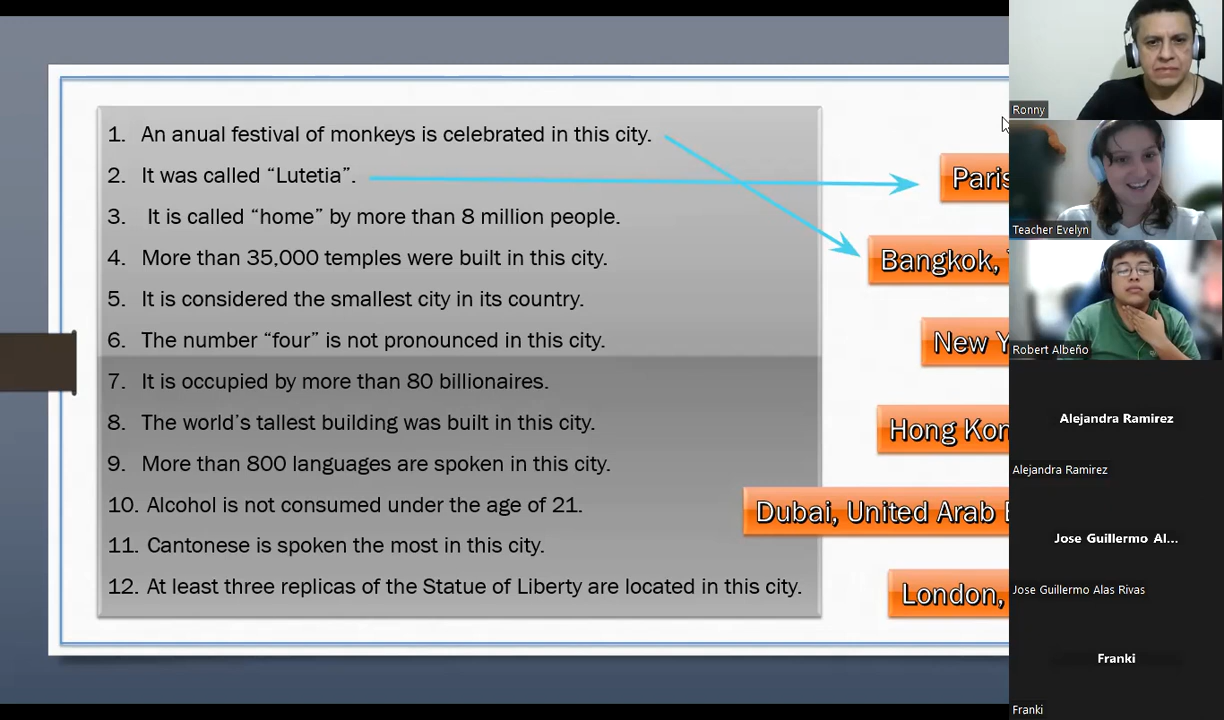 1. An anual festival of monkeys is celebrated in this city.
2. It was called “Lutetia”.
3. It is called “home” by more than 8 million people.
4. More than 35,000 temples were built in this city.
5. It is considered the smallest city in its country.
6. The number “four” is not pronounced in this city.
7. It is occupied by more than 80 billionaires.
8. The world’s tallest building was built in this city.
9. More than 800 languages are spoken in this city.
10. Alcohol is not consumed under the age of 21.
11. Cantonese is spoken the most in this city.
12. At least three replicas of the Statue of Liberty are located in this city.
Paris
Bangkok,
New Y
Hong Kon
Dubai, United Arab
London,
Ronny
Teacher Evelyn
Robert Albeño
Alejandra Ramirez
Alejandra Ramirez
Jose Guillermo Al...
Jose Guillermo Alas Rivas
Franki
Franki